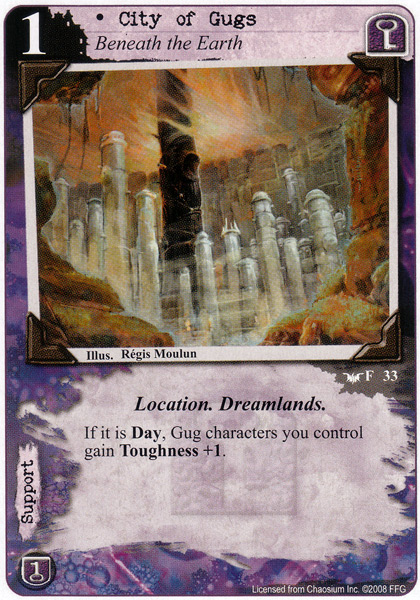 1
• City of Gugs
Beneath the Earth
Illus. Régis Moulun
F 33
Location. Dreamlands.
If it is Day, Gug characters you control
gain Toughness +1.
Support
1
Licensed from Chaosium Inc. ©2008 FFG